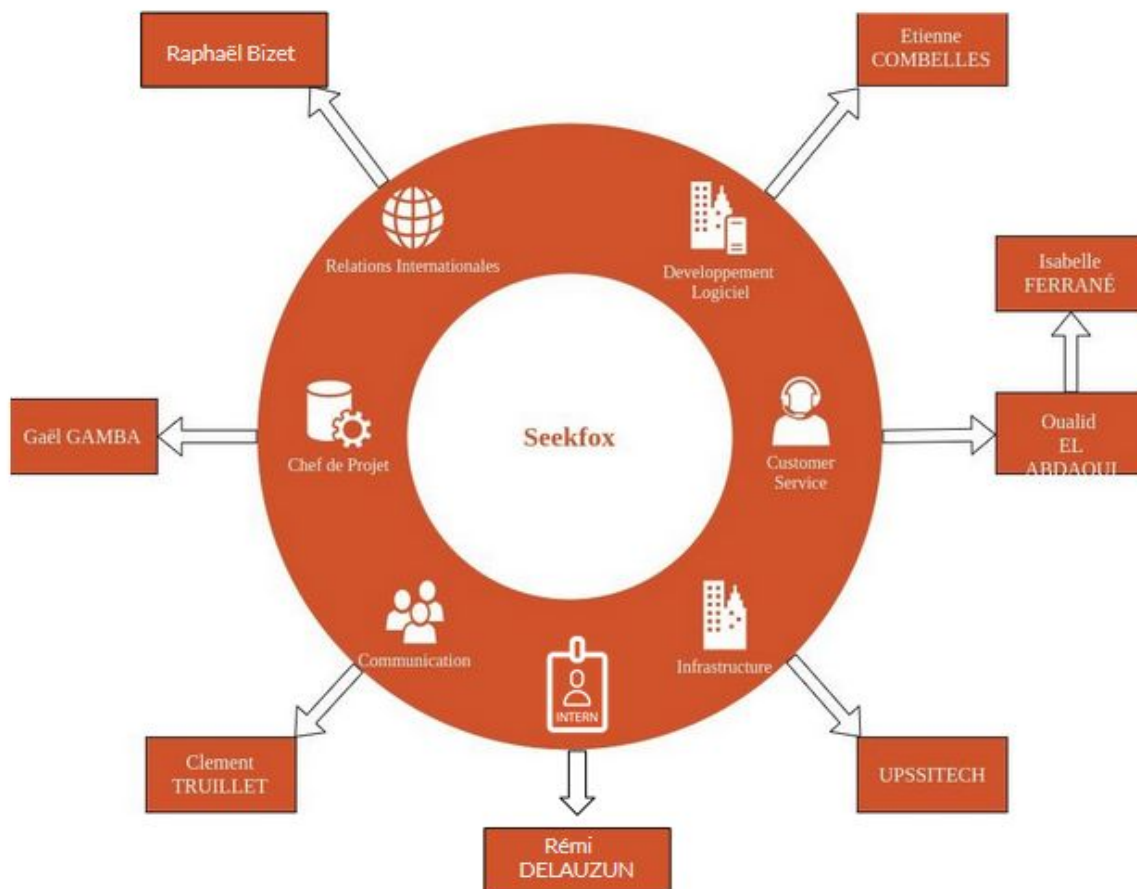 Raphaël Bizet
Etienne
COMBELLES
Relations Internationales
Developpement
Logiciel
Isabelle
FERRANÉ
Gaël GAMBA
Chef de Projet
Seekfox
Customer
Service
Oualid
EL
ABDAOUI
Communication
INTERN
Infrastructure
Clement
TRUILLET
UPSSITECH
Rémi
DELAUZUN